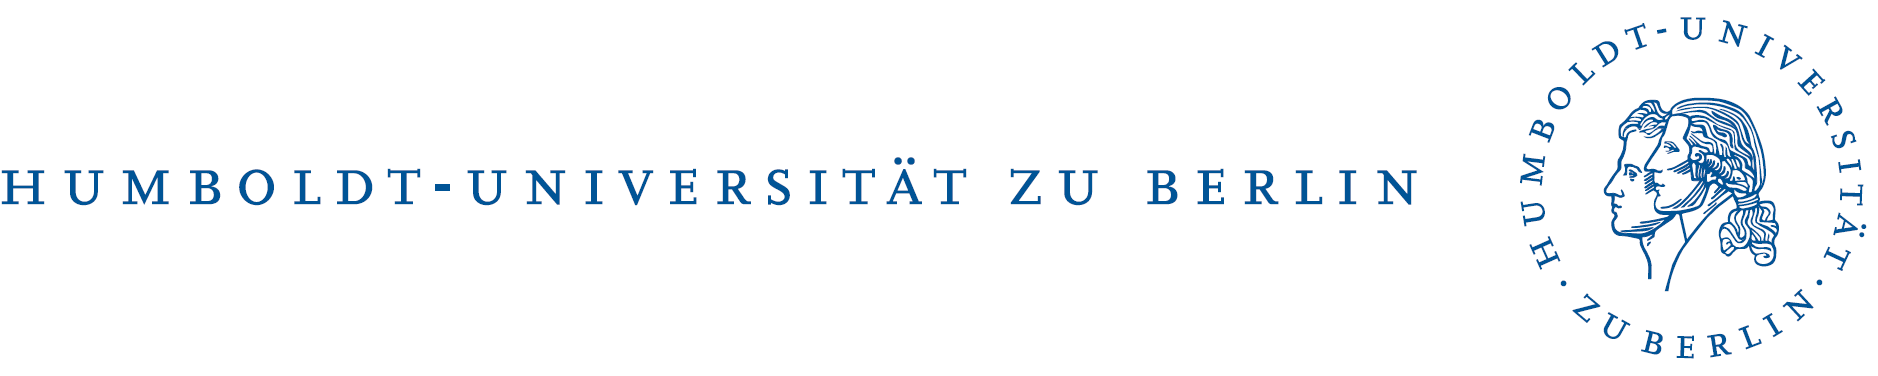 HUMBOLDT-UNIVERSITÄT ZU BERLIN
HUMBOLDT-UNIVERSITÄT · ZU BERLIN ·